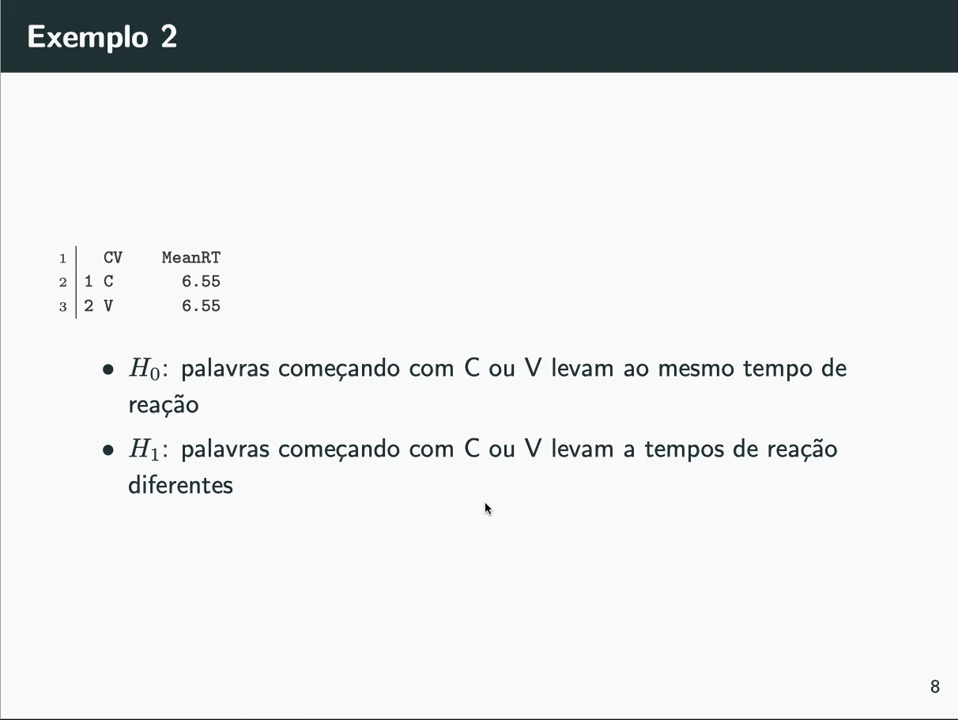 Exemplo 2
1 CV MeanRT
2 1 C 6.55
3 2 V 6.55
• H₀: palavras começando com C ou V levam ao mesmo tempo de
reação
• H₁: palavras começando com C ou V levam a tempos de reação
diferentes
8